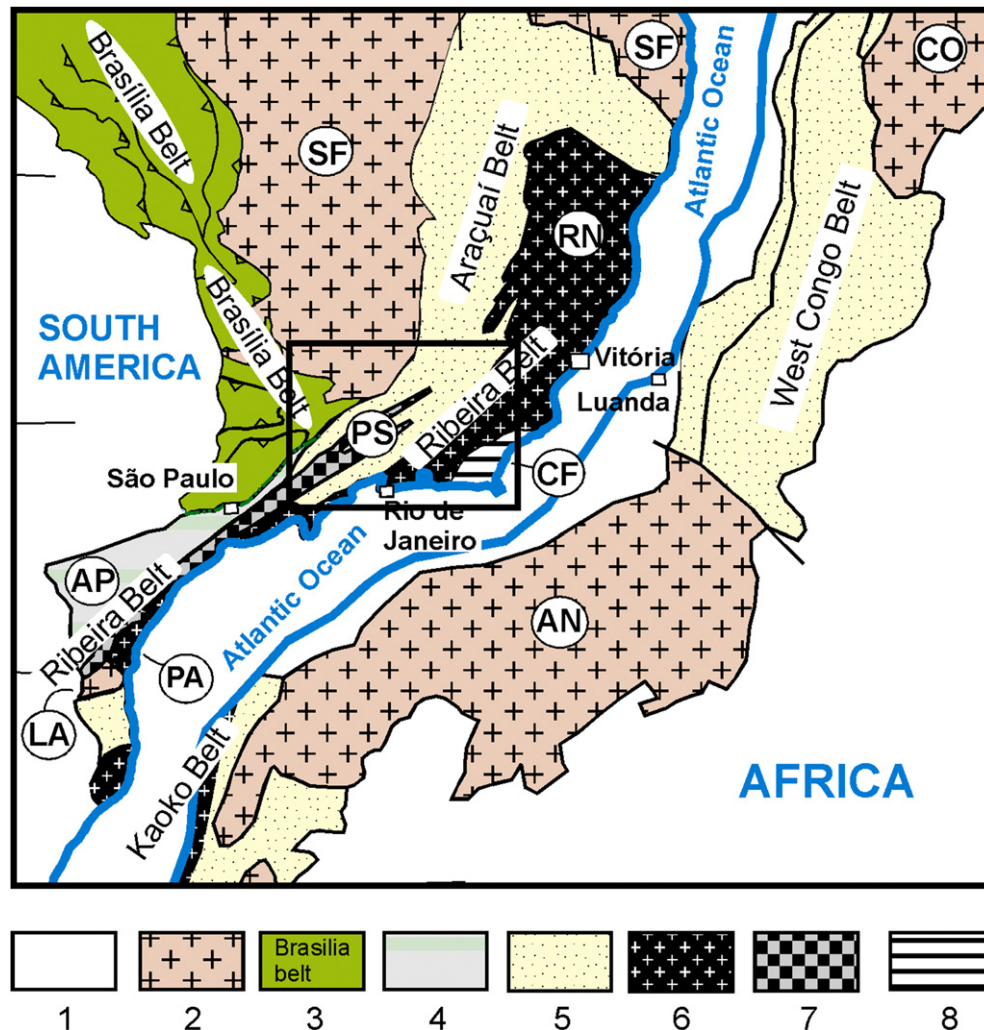 Brasília Belt
SF
SF
Atlantic Ocean
CO
Araçuaí Belt
RN
West Congo Belt
SOUTH
AMERICA
Brasília Belt
Ribeira Belt
Vitória
Luanda
PS
CF
São Paulo
Rio de
Janeiro
AP
Ribeira Belt
Atlantic Ocean
AN
PA
LA
Kaoko Belt
AFRICA
Brasilia
belt
1 2 3 4 5 6 7 8